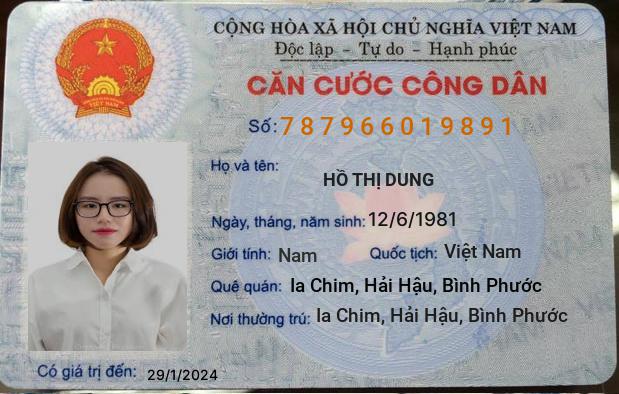 CỘNG HÒA XÃ HỘI CHỦ NGHĨA VIỆT NAM
Độc lập - Tự do - Hạnh phúc
CĂN CƯỚC CÔNG DÂN
Số: 787966019891
Họ và tên:
HỒ THỊ DUNG
Ngày, tháng, năm sinh: 12/6/1981
Giới tính: Nam Quốc tịch: Việt Nam
Quê quán: Ia Chim, Hải Hậu, Bình Phước
Nơi thường trú: Ia Chim, Hải Hậu, Bình Phước
Có giá trị đến: 29/1/2024
VIỆT NAM